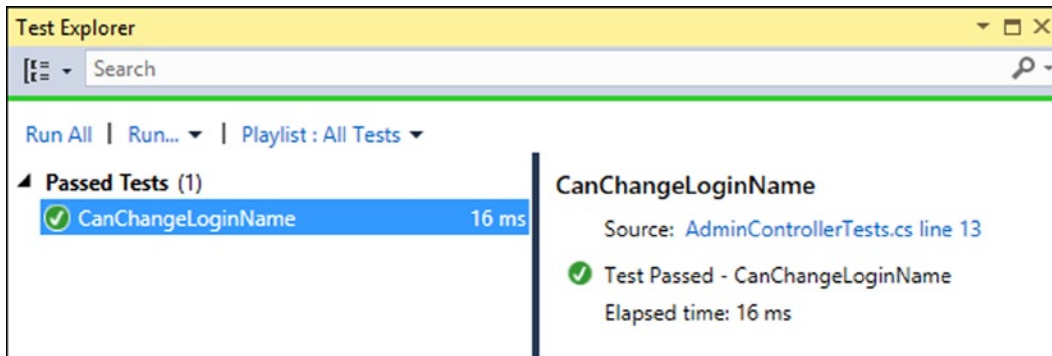 Test Explorer
Search
Run All | Run... | Playlist : All Tests
Passed Tests (1)
CanChangeLoginName 16 ms
CanChangeLoginName
Source: AdminControllerTests.cs line 13
Test Passed - CanChangeLoginName
Elapsed time: 16 ms